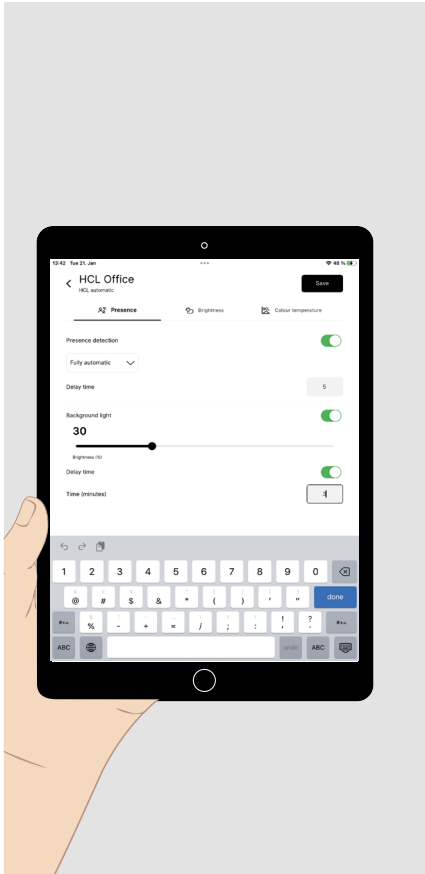 13:42 Tue 21. Jan
48 %
HCL Office
HCL automatic
Save
Presence
Brightness
Colour temperature
Presence detection
Fully automatic
Delay time
5
Background light
30
Brightness (%)
Delay time
Time (minutes)
3
1 2 3 4 5 6 7 8 9 0
@ # $ & * ( ) ' " done
#+= % - + = / ; : ! , ? . #+=
ABC undo ABC